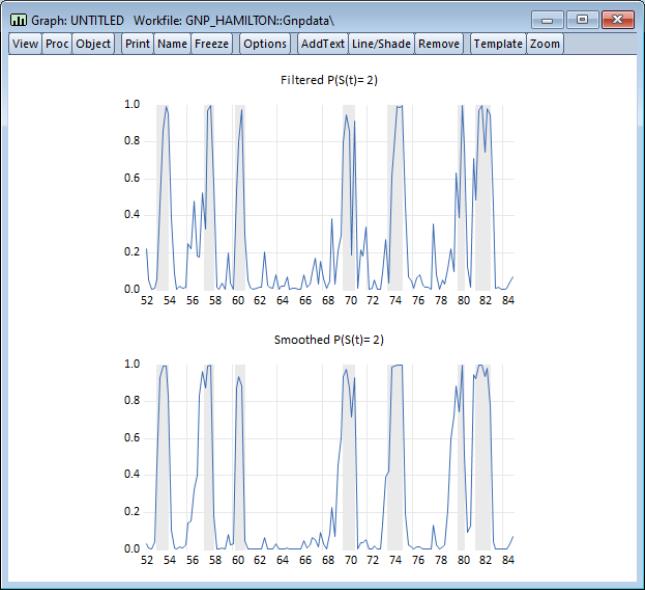 Graph: UNTITLED Workfile: GNP_HAMILTON::Gnpdata\
View Proc Object Print Name Freeze Options AddText Line/Shade Remove Template Zoom
Filtered P(S(t)= 2)
1.0
0.8
0.6
0.4
0.2
0.0
52 54 56 58 60 62 64 66 68 70 72 74 76 78 80 82 84
Smoothed P(S(t)= 2)
1.0
0.8
0.6
0.4
0.2
0.0
52 54 56 58 60 62 64 66 68 70 72 74 76 78 80 82 84